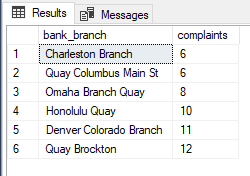 Results Messages
bank_branch complaints
1 Charleston Branch 6
2 Quay Columbus Main St 6
3 Omaha Branch Quay 8
4 Honolulu Quay 10
5 Denver Colorado Branch 11
6 Quay Brockton 12